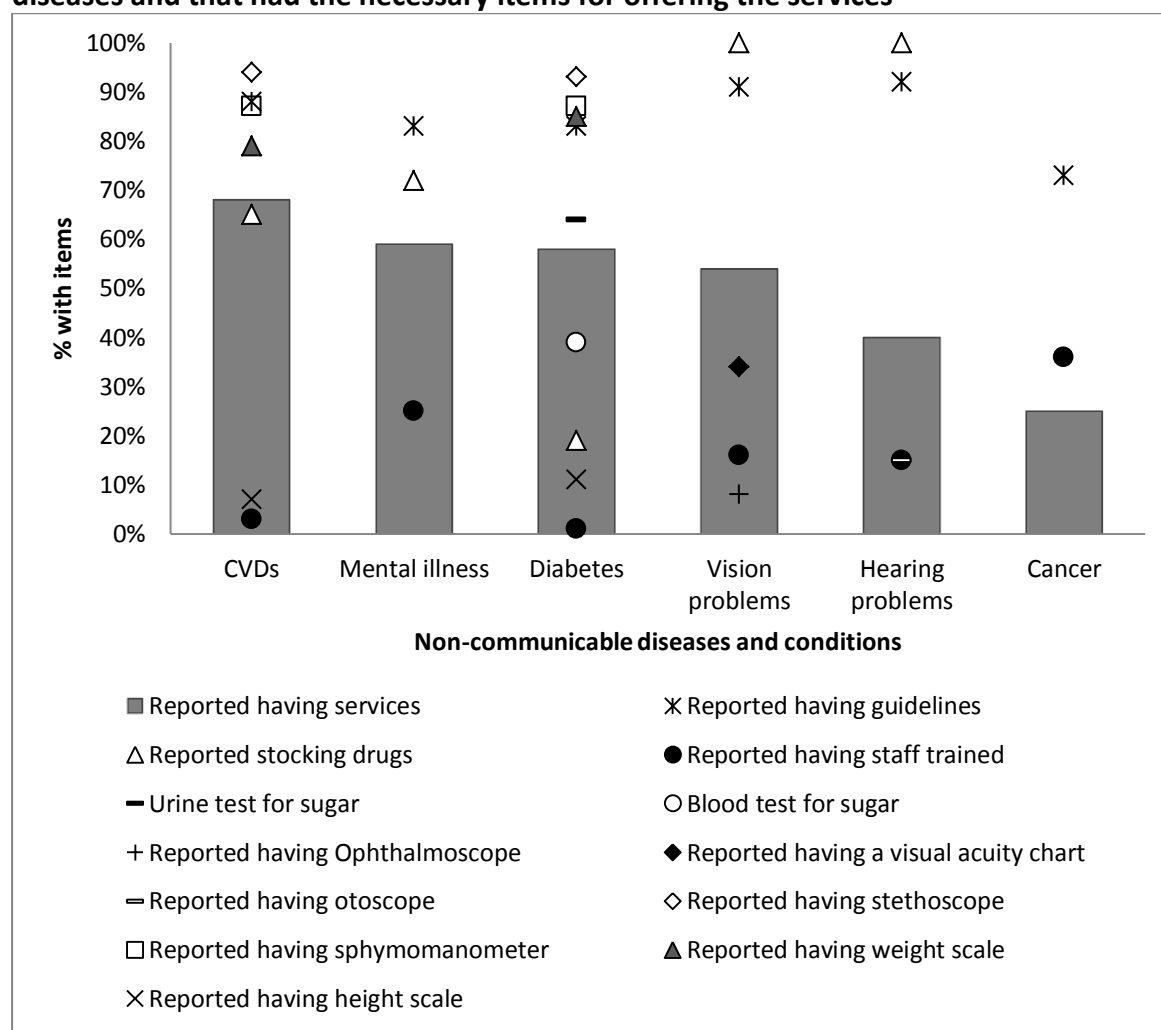 diseases and that had the necessary items for offering the services
100%
90%
80%
70%
60%
50%
40%
30%
20%
10%
0%
% with items
CVDs Mental illness Diabetes Vision problems Hearing problems Cancer
Non-communicable diseases and conditions
Reported having services Reported having guidelines
Reported stocking drugs Reported having staff trained
Urine test for sugar Blood test for sugar
Reported having Ophthalmoscope Reported having a visual acuity chart
Reported having otoscope Reported having stethoscope
Reported having sphymomanometer Reported having weight scale
Reported having height scale